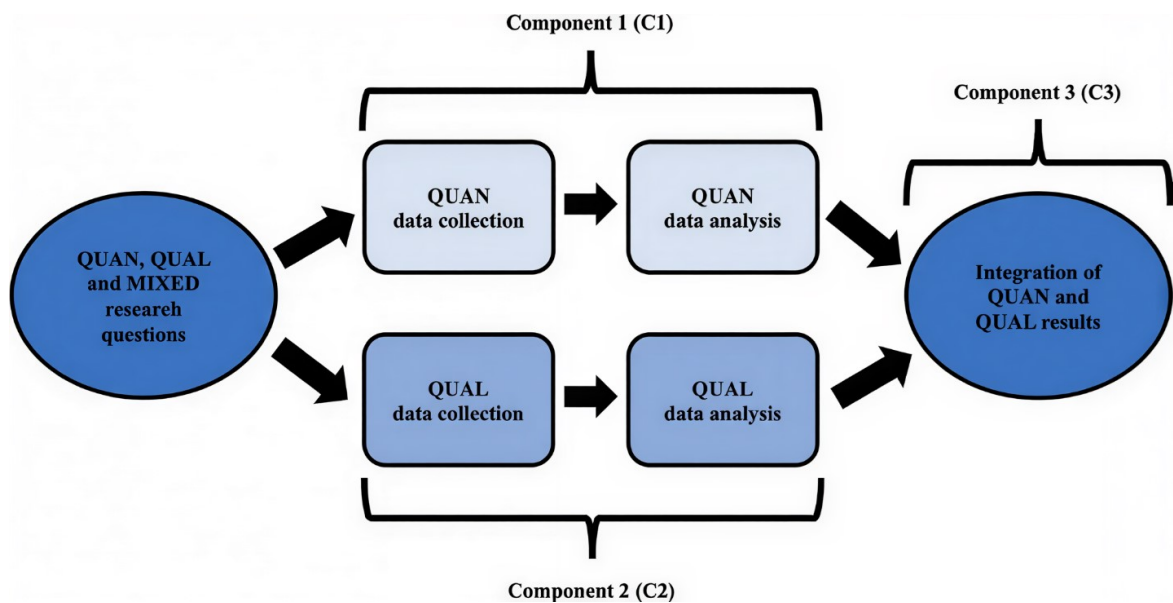 Component 1 (C1)
Component 3 (C3)
QUAN
data collection
QUAN
data analysis
QUAN, QUAL
and MIXED
researeh
questions
Integration of
QUAN and
QUAL results
QUAL
data collection
QUAL
data analysis
Component 2 (C2)